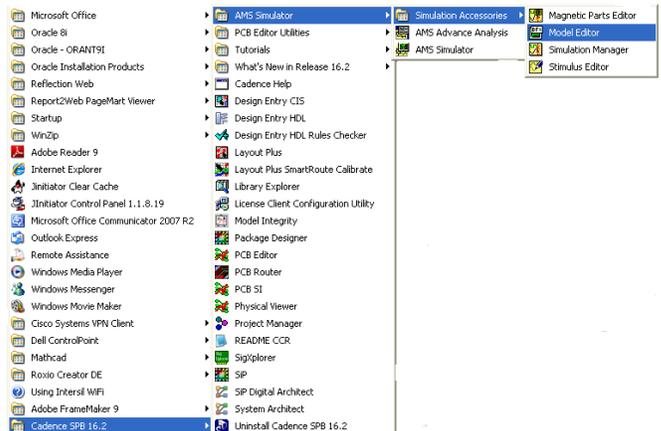 Microsoft Office
Oracle 8i
Oracle - ORANT9I
Oracle Installation Products
Reflection Web
Report2Web PageMart Viewer
Startup
WinZip
Adobe Reader 9
Internet Explorer
Jinitiator Clear Cache
JInitiator Control Panel 1.1.8.19
Microsoft Office Communicator 2007 R2
Outlook Express
Remote Assistance
Windows Media Player
Windows Messenger
Windows Movie Maker
Cisco Systems VPN Client
Dell ControlPoint
Mathcad
Roxio Creator DE
Using Intersil WiFi
Adobe FrameMaker 9
Cadence SPB 16.2
AMS Simulator
PCB Editor Utilities
Tutorials
What's New in Release 16.2
Cadence Help
Design Entry CIS
Design Entry HDL
Design Entry HDL Rules Checker
Layout Plus
Layout Plus SmartRoute Calibrate
Library Explorer
License Client Configuration Utility
Model Integrity
Package Designer
PCB Editor
PCB Router
PCB SI
Physical Viewer
Project Manager
README CCR
SigXplorer
SiP
SiP Digital Architect
System Architect
Uninstall Cadence SPB 16.2
Simulation Accessories
AMS Advance Analysis
AMS Simulator
Magnetic Parts Editor
Model Editor
Simulation Manager
Stimulus Editor